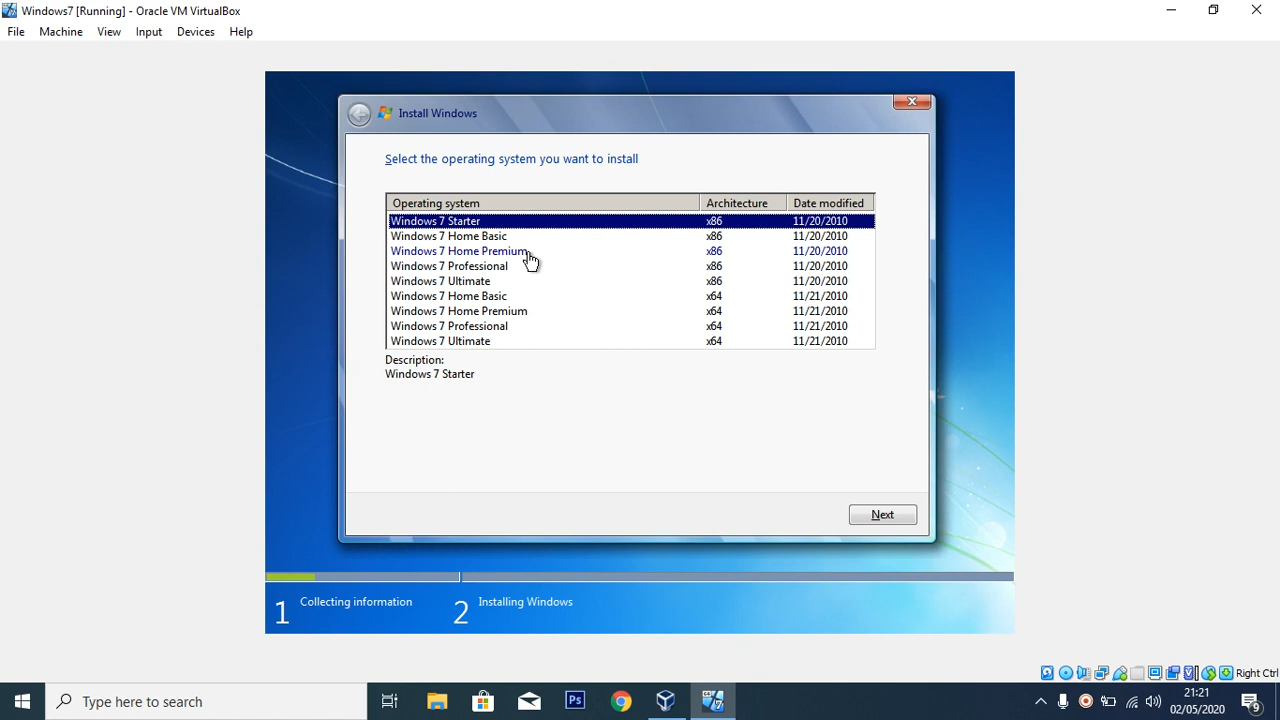 Windows7 [Running] - Oracle VM VirtualBox
File Machine View Input Devices Help
Install Windows
Select the operating system you want to install
Operating system Architecture Date modified
Windows 7 Starter x86 11/20/2010
Windows 7 Home Basic x86 11/20/2010
Windows 7 Home Premium x86 11/20/2010
Windows 7 Professional x86 11/20/2010
Windows 7 Ultimate x86 11/20/2010
Windows 7 Home Basic x64 11/21/2010
Windows 7 Home Premium x64 11/21/2010
Windows 7 Professional x64 11/21/2010
Windows 7 Ultimate x64 11/21/2010
Description:
Windows 7 Starter
Next
1 Collecting information 2 Installing Windows
Right Ctrl
Type here to search
Ps
7
21:21
02/05/2020
9